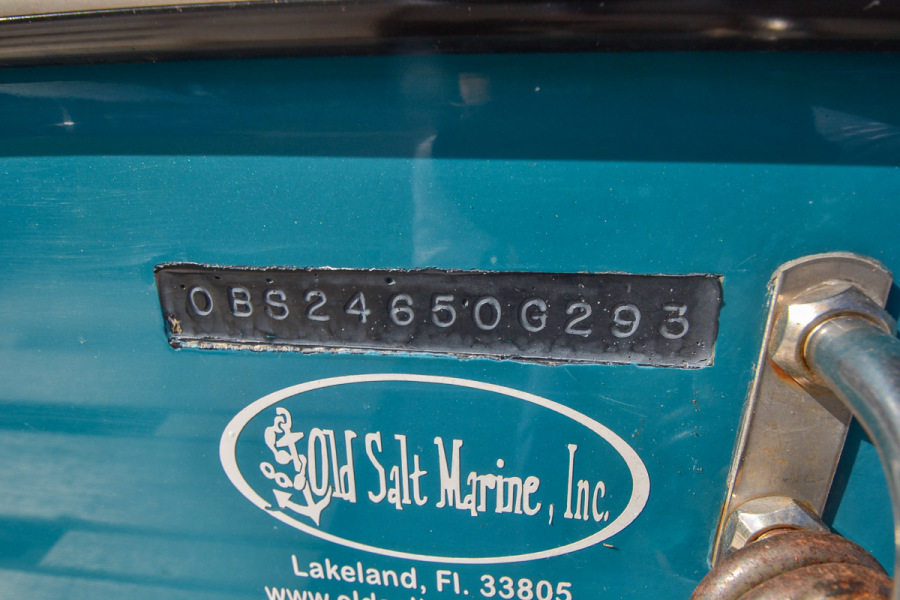 OBS24650G293
Old Salt Marine, Inc.
Lakeland, Fl. 33805